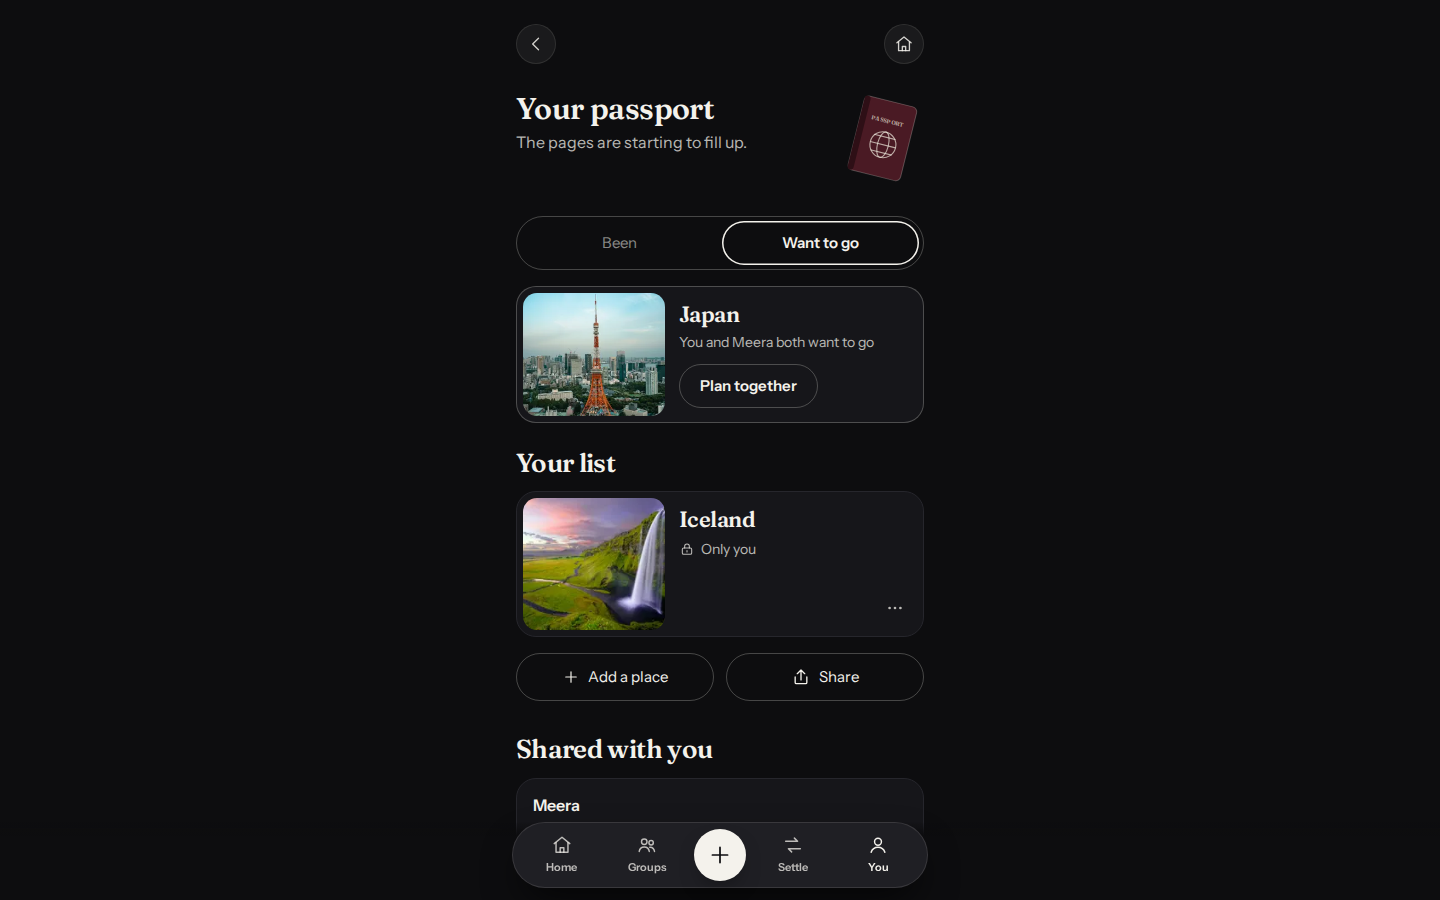 Your passport
The pages are starting to fill up.
PASSPORT
Been
Want to go
Japan
You and Meera both want to go
Plan together
Your list
Iceland
Only you
Add a place
Share
Shared with you
Meera
Home
Groups
Settle
You